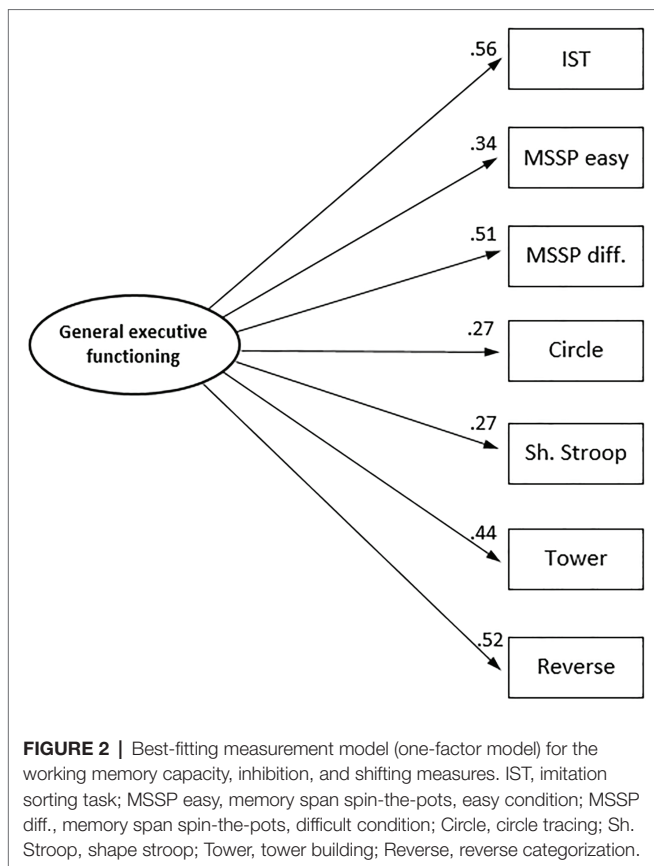 .56
IST
.34
MSSP easy
.51
MSSP diff.
General executive
functioning
.27
Circle
.27
Sh. Stroop
.44
Tower
.52
Reverse
FIGURE 2 | Best-fitting measurement model (one-factor model) for the
working memory capacity, inhibition, and shifting measures. IST, imitation
sorting task; MSSP easy, memory span spin-the-pots, easy condition; MSSP
diff., memory span spin-the-pots, difficult condition; Circle, circle tracing; Sh.
Stroop, shape stroop; Tower, tower building; Reverse, reverse categorization.